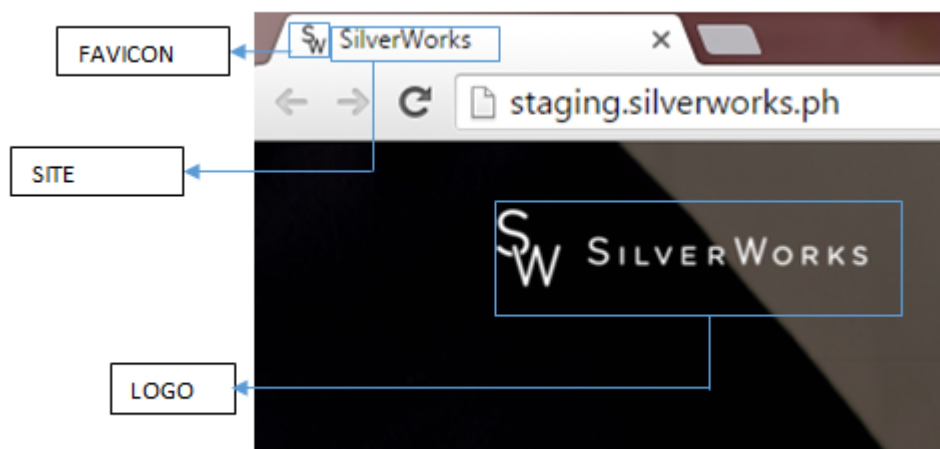 FAVICON
SW SilverWorks
staging.silverworks.ph
SITE
SW SILVERWORKS
LOGO